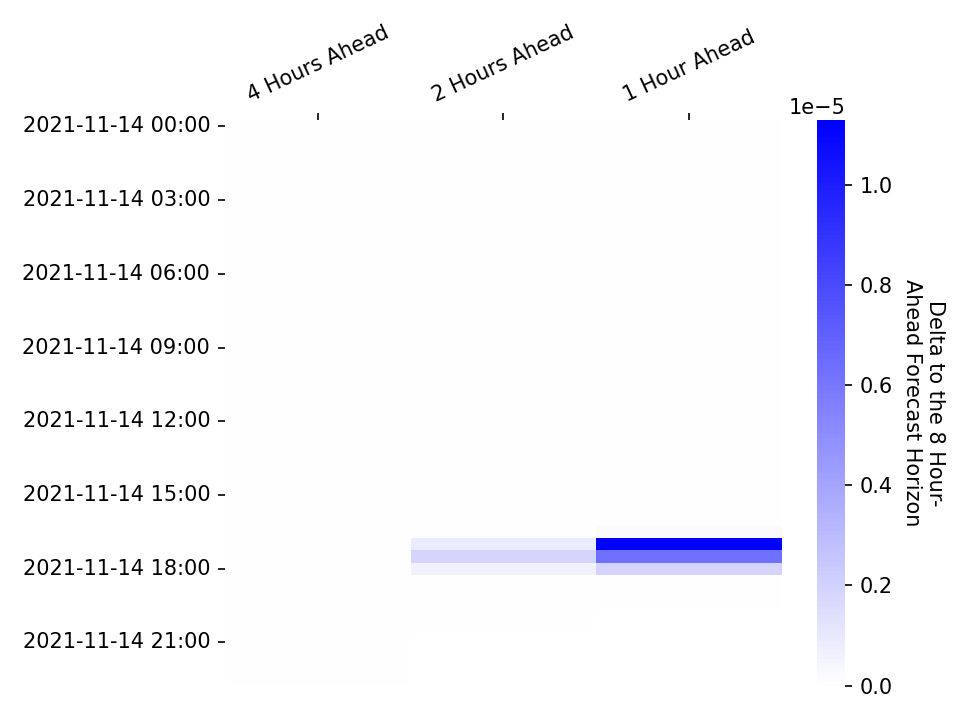 4 Hours Ahead
2 Hours Ahead
1 Hour Ahead
1e−5
2021-11-14 00:00
2021-11-14 03:00
2021-11-14 06:00
2021-11-14 09:00
2021-11-14 12:00
2021-11-14 15:00
2021-11-14 18:00
2021-11-14 21:00
1.0
0.8
0.6
0.4
0.2
0.0
Delta to the 8 Hour-
Ahead Forecast Horizon